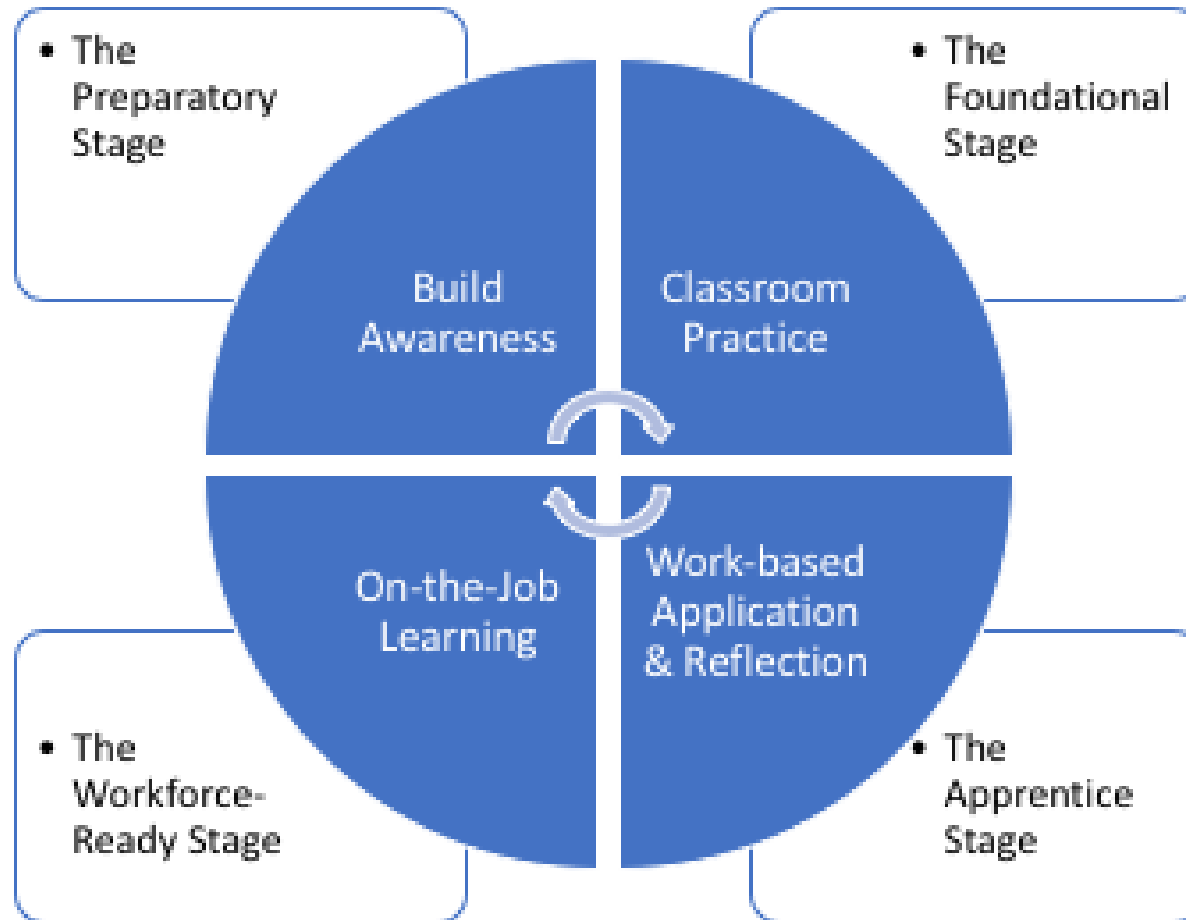 • The
Preparatory
Stage
• The
Foundational
Stage
Build
Awareness
Classroom
Practice
On-the-Job
Learning
Work-based
Application
& Reflection
• The
Workforce-
Ready Stage
• The
Apprentice
Stage